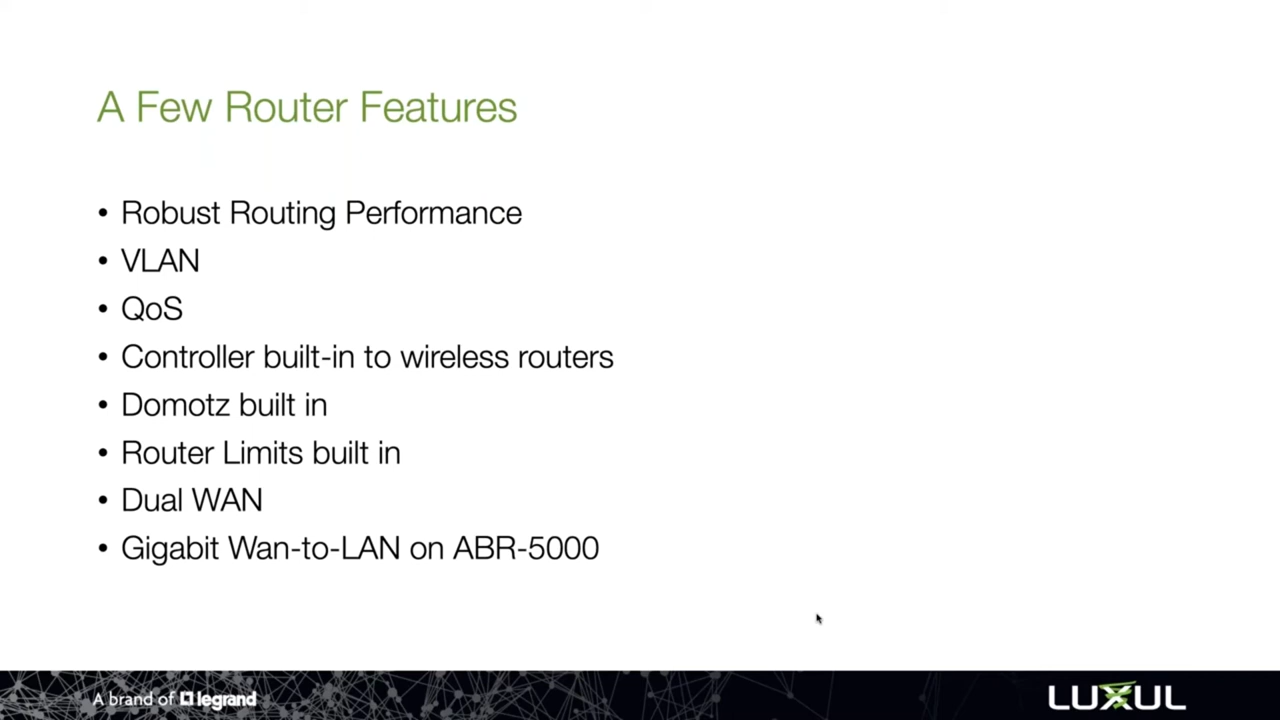 A Few Router Features
• Robust Routing Performance
• VLAN
• QoS
• Controller built-in to wireless routers
• Domotz built in
• Router Limits built in
• Dual WAN
• Gigabit Wan-to-LAN on ABR-5000
A brand of legrand
LUXUL